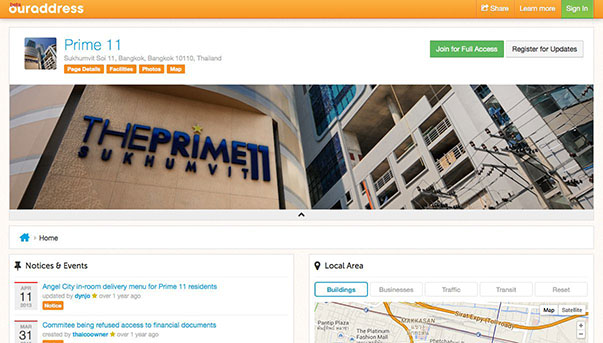 beta
ouraddress
Share
Learn more
Sign In
Prime 11
Sukhumvit Soi 11, Bangkok, Bangkok 10110, Thailand
Page Details
Facilities
Photos
Map
Join for Full Access
Register for Updates
THEPRIME11
SUKHUMVIT
Home
Notices & Events
APR
11
2013
Angel City in-room delivery menu for Prime 11 residents
updated by dynjo over 1 year ago
Notice
MAR
31
Commitee being refused access to financial documents
created by thaicoowner over 1 year ago
Local Area
Buildings
Businesses
Traffic
Transit
Reset
Pantip Plaza
The Platinum
Fashion Mall
MAKKASAN
Sirat Expy (Toll road)
Map
Satellite
+